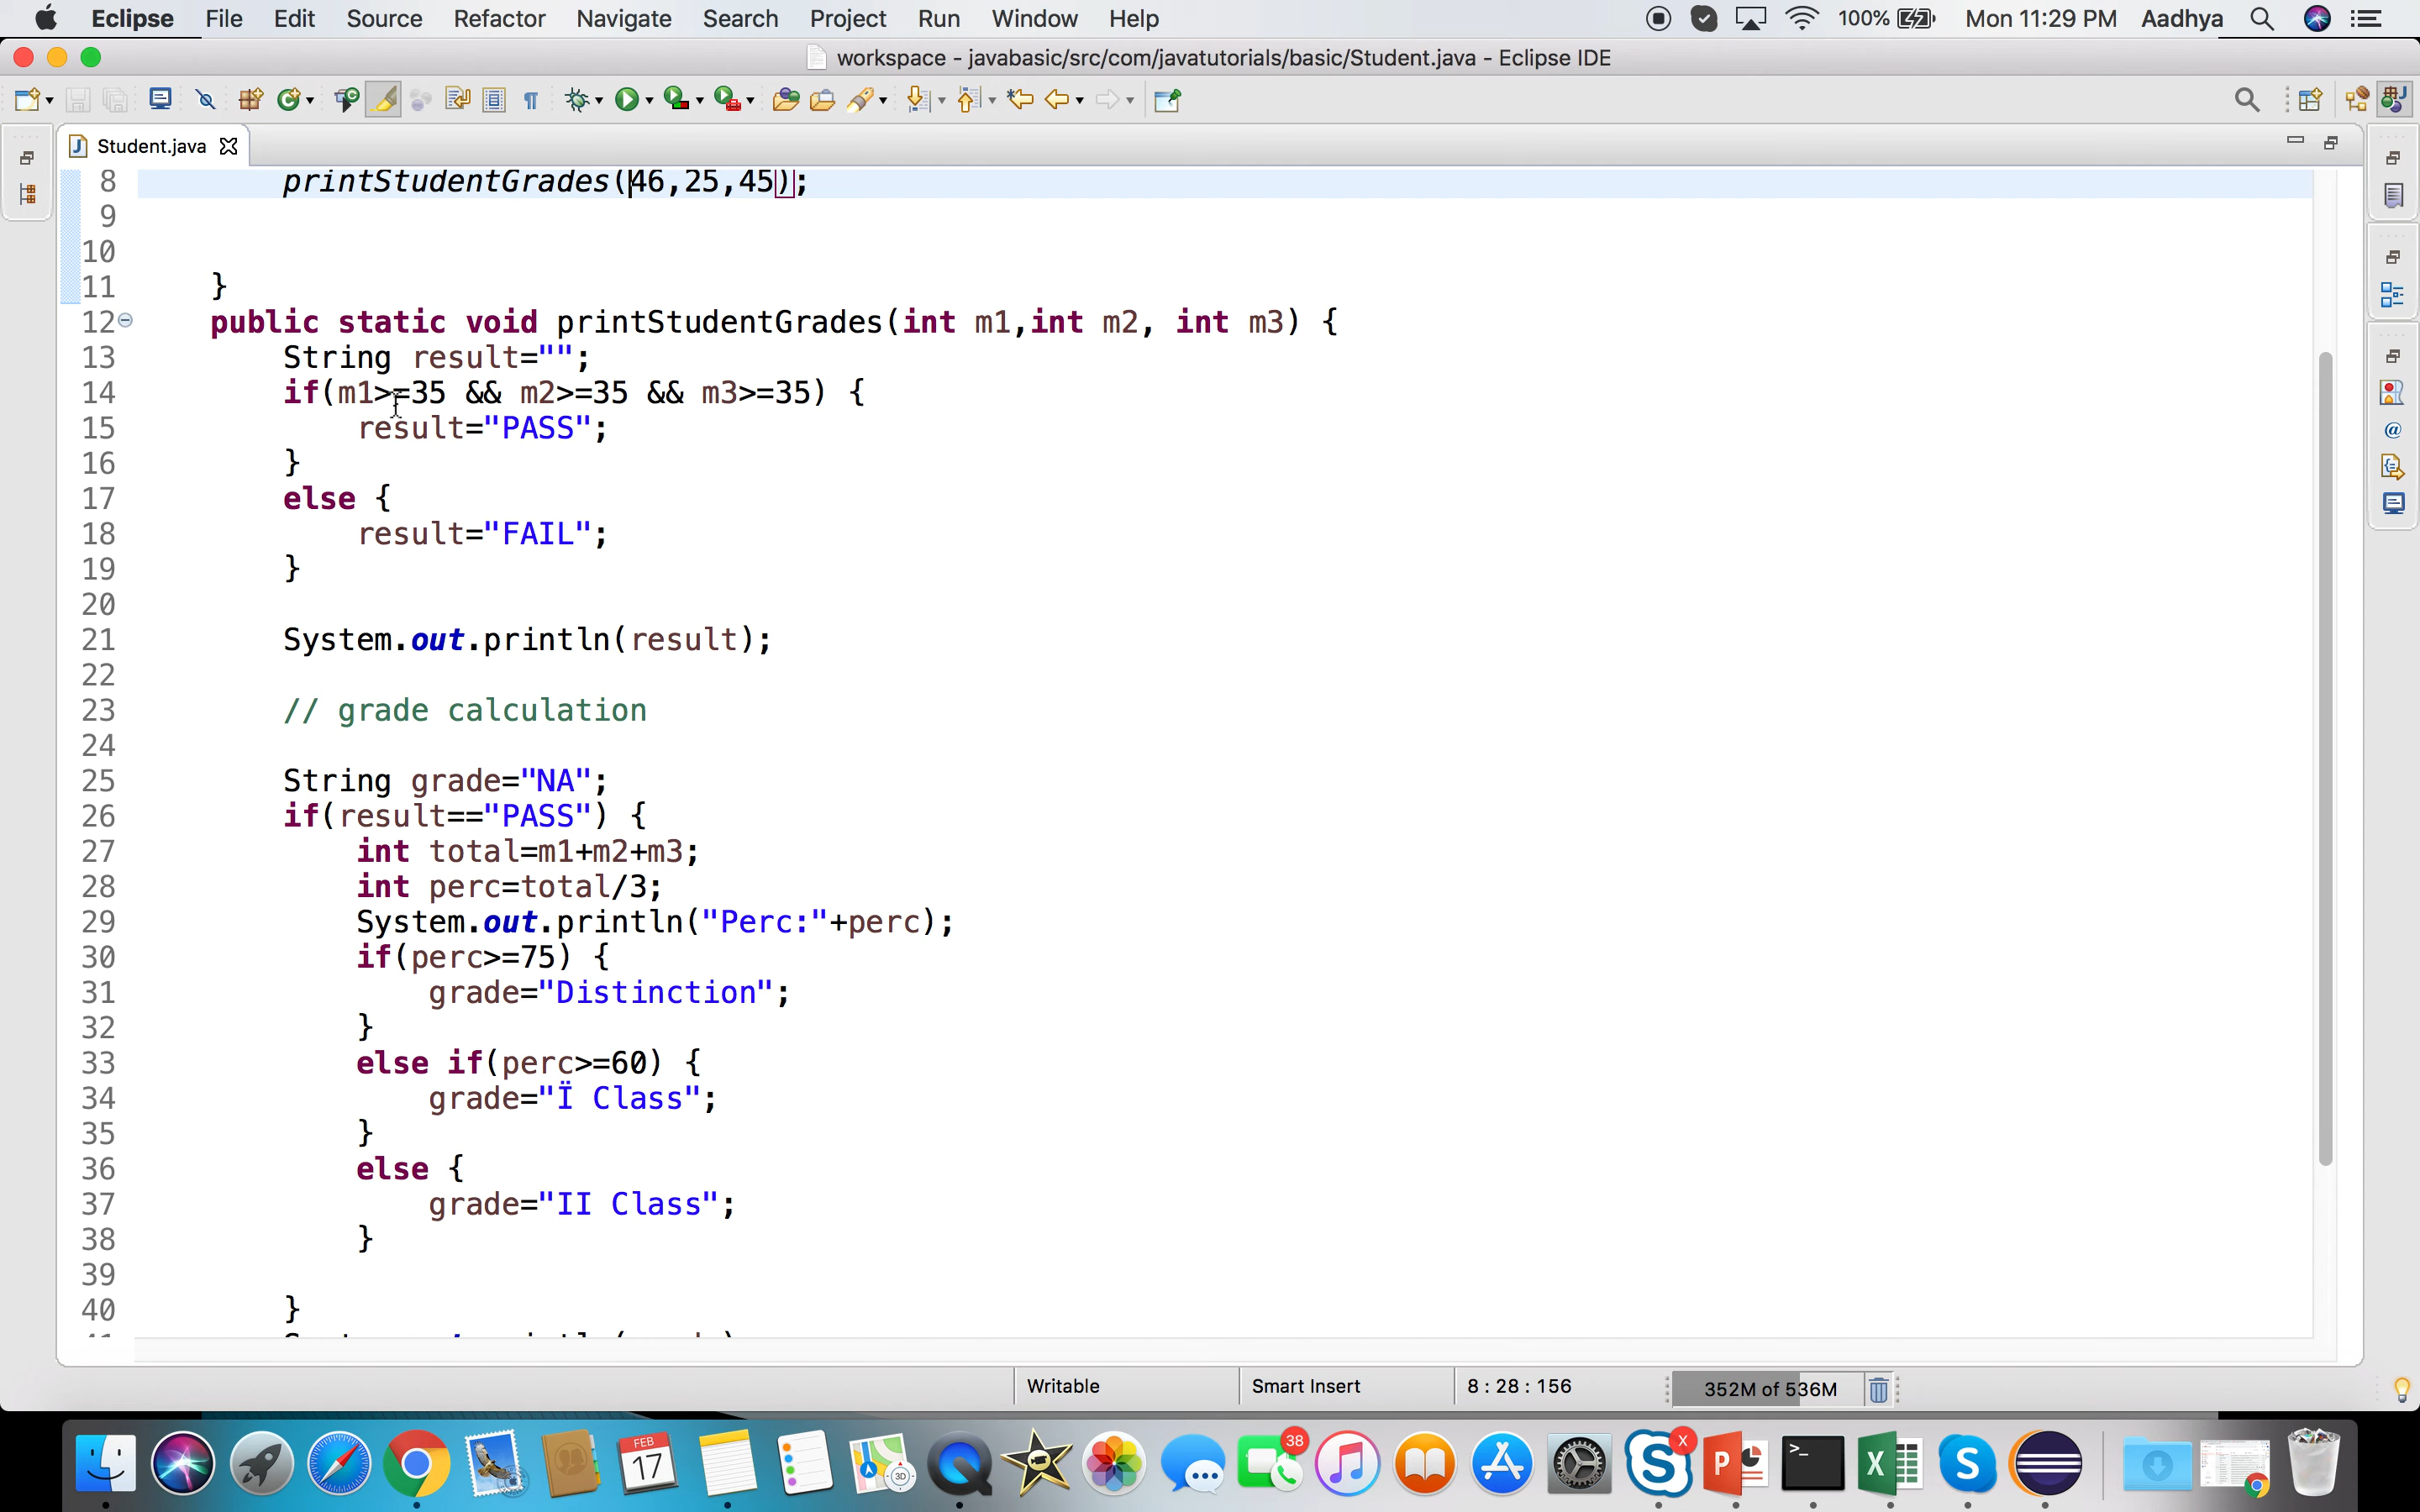 Eclipse File Edit Source Refactor Navigate Search Project Run Window Help 100% Mon 11:29 PM Aadhya
workspace - javabasic/src/com/javatutorials/basic/Student.java - Eclipse IDE
Student.java
8 printStudentGrades(46,25,45);
9
10
11 }
12 public static void printStudentGrades(int m1,int m2, int m3) {
13 String result="";
14 if(m1>=35 && m2>=35 && m3>=35) {
15 result="PASS";
16 }
17 else {
18 result="FAIL";
19 }
20
21 System.out.println(result);
22
23 // grade calculation
24
25 String grade="NA";
26 if(result=="PASS") {
27 int total=m1+m2+m3;
28 int perc=total/3;
29 System.out.println("Perc:"+perc);
30 if(perc>=75) {
31 grade="Distinction";
32 }
33 else if(perc>=60) {
34 grade="Ï Class";
35 }
36 else {
37 grade="II Class";
38 }
39
40 }
Writable Smart Insert 8 : 28 : 156 352M of 536M
FEB
17
3D
38
X